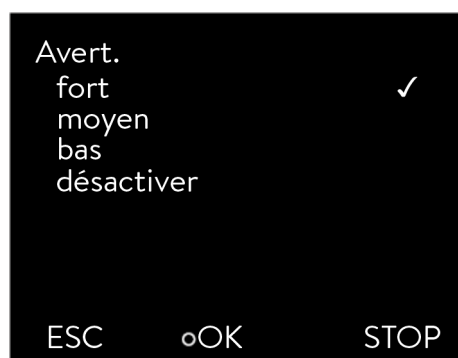 Avert.
fort ✓
moyen
bas
désactiver
ESC OK STOP